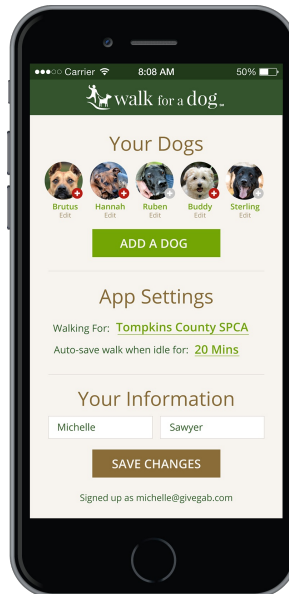 Carrier 8:08 AM 50%
walk for a dog
Your Dogs
Brutus Hannah Ruben Buddy Sterling
Edit Edit Edit Edit Edit
ADD A DOG
App Settings
Walking For: Tompkins County SPCA
Auto-save walk when idle for: 20 Mins
Your Information
Michelle Sawyer
SAVE CHANGES
Signed up as michelle@givegab.com